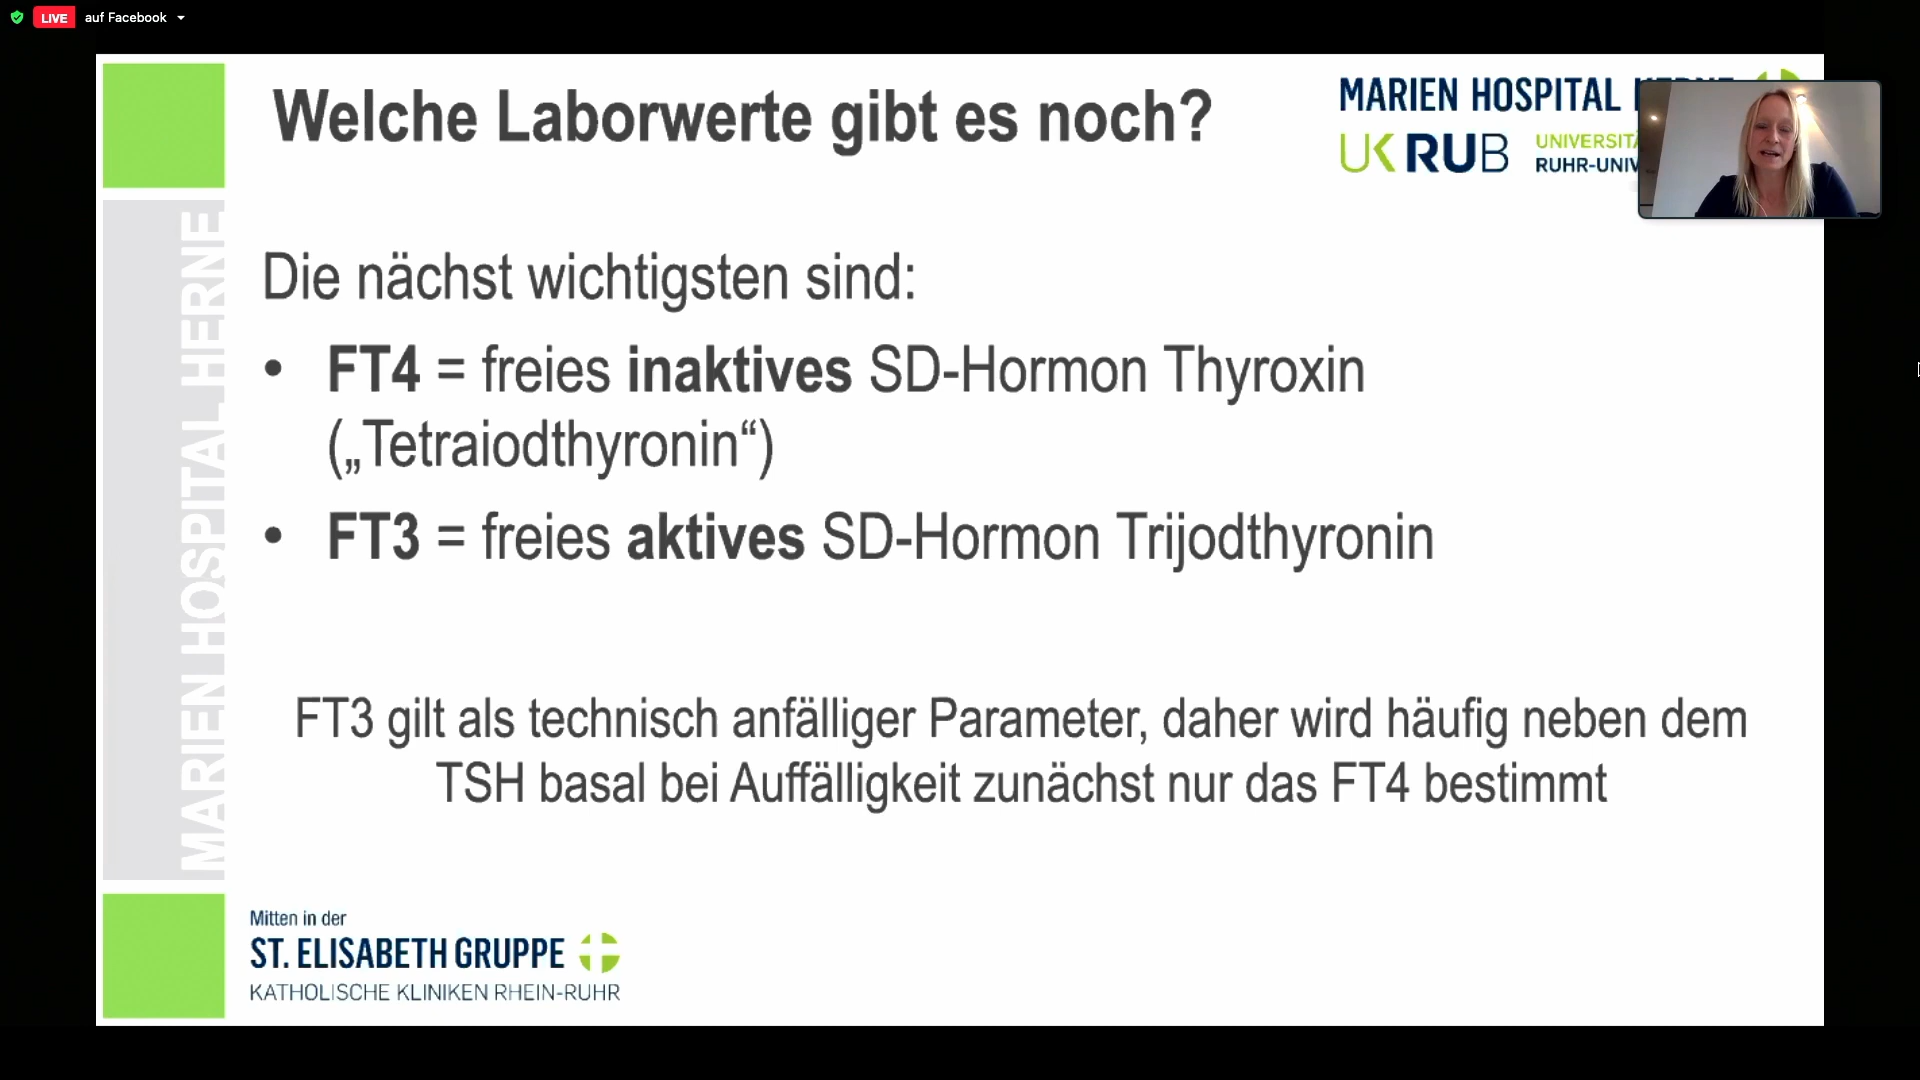 LIVE auf Facebook
Welche Laborwerte gibt es noch?
MARIEN HOSPITAL
UK RUB
RUHR-UNIV
Die nächst wichtigsten sind:
• FT4 = freies inaktives SD-Hormon Thyroxin
(„Tetraiodthyronin“)
• FT3 = freies aktives SD-Hormon Trijodthyronin
FT3 gilt als technisch anfälliger Parameter, daher wird häufig neben dem
TSH basal bei Auffälligkeit zunächst nur das FT4 bestimmt
MARIEN HOSPITAL HERNE
Mitten in der
ST. ELISABETH GRUPPE
KATHOLISCHE KLINIKEN RHEIN-RUHR